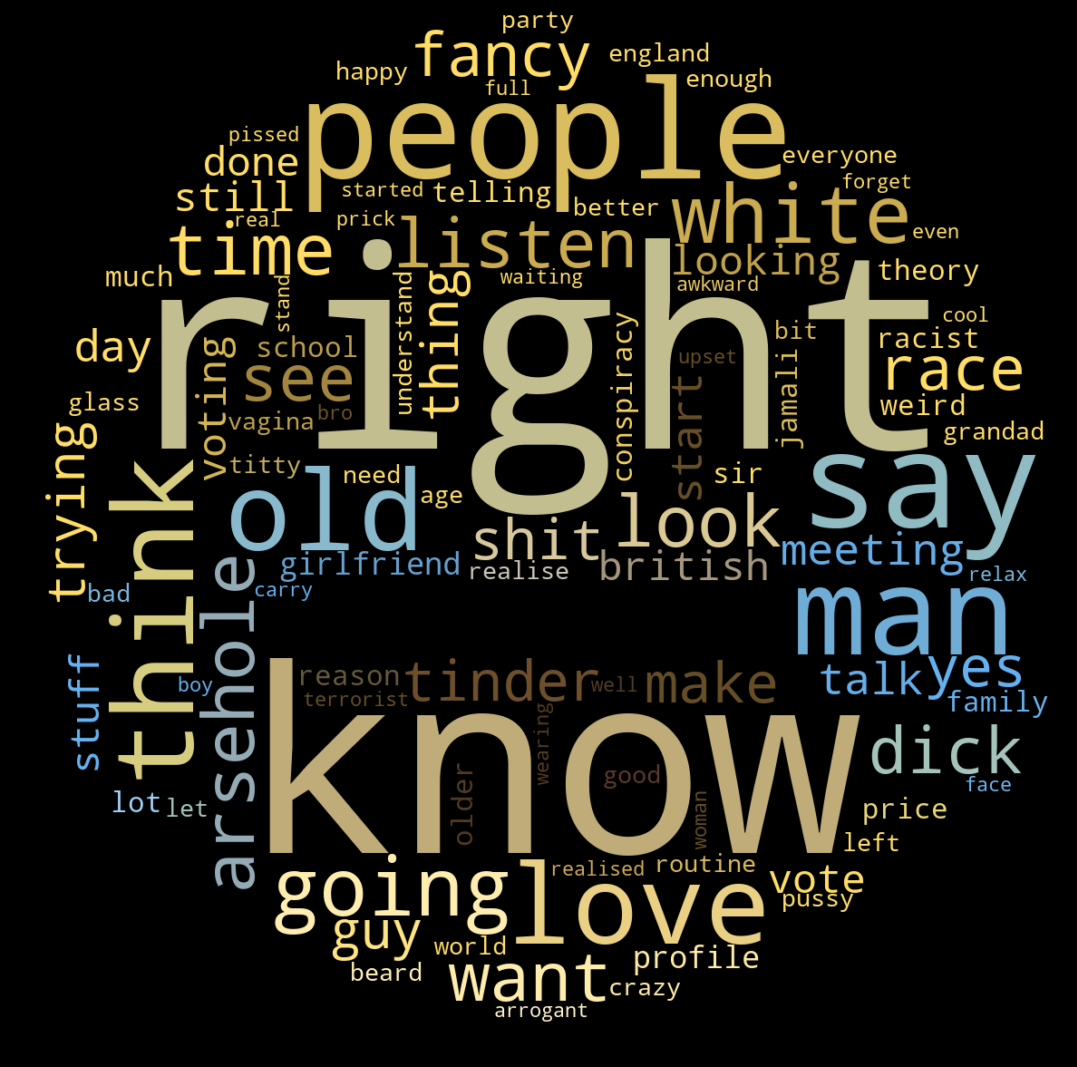 party
fancy
england
happy
full
enough
people
pissed
everyone
done
forget
started
telling
still
better
white
real
prick
listen
even
time
looking
theory
much
waiting
awkward
stand
understand
thing
right
cool
conspiracy
bit
racist
day
school
upset
race
jamali
see
voting
glass
weird
vagina
bro
start
grandad
trying
titty
need
sir
say
think
old
age
look
shit
meeting
girlfriend
realise
british
relax
carry
bad
arsehole
man
reason
tinder
well
make
talk
yes
boy
terrorist
family
stuff
know
wearing
dick
good
face
older
woman
lot
let
price
left
going
love
realised
routine
vote
pussy
guy
world
profile
beard
want
crazy
arrogant